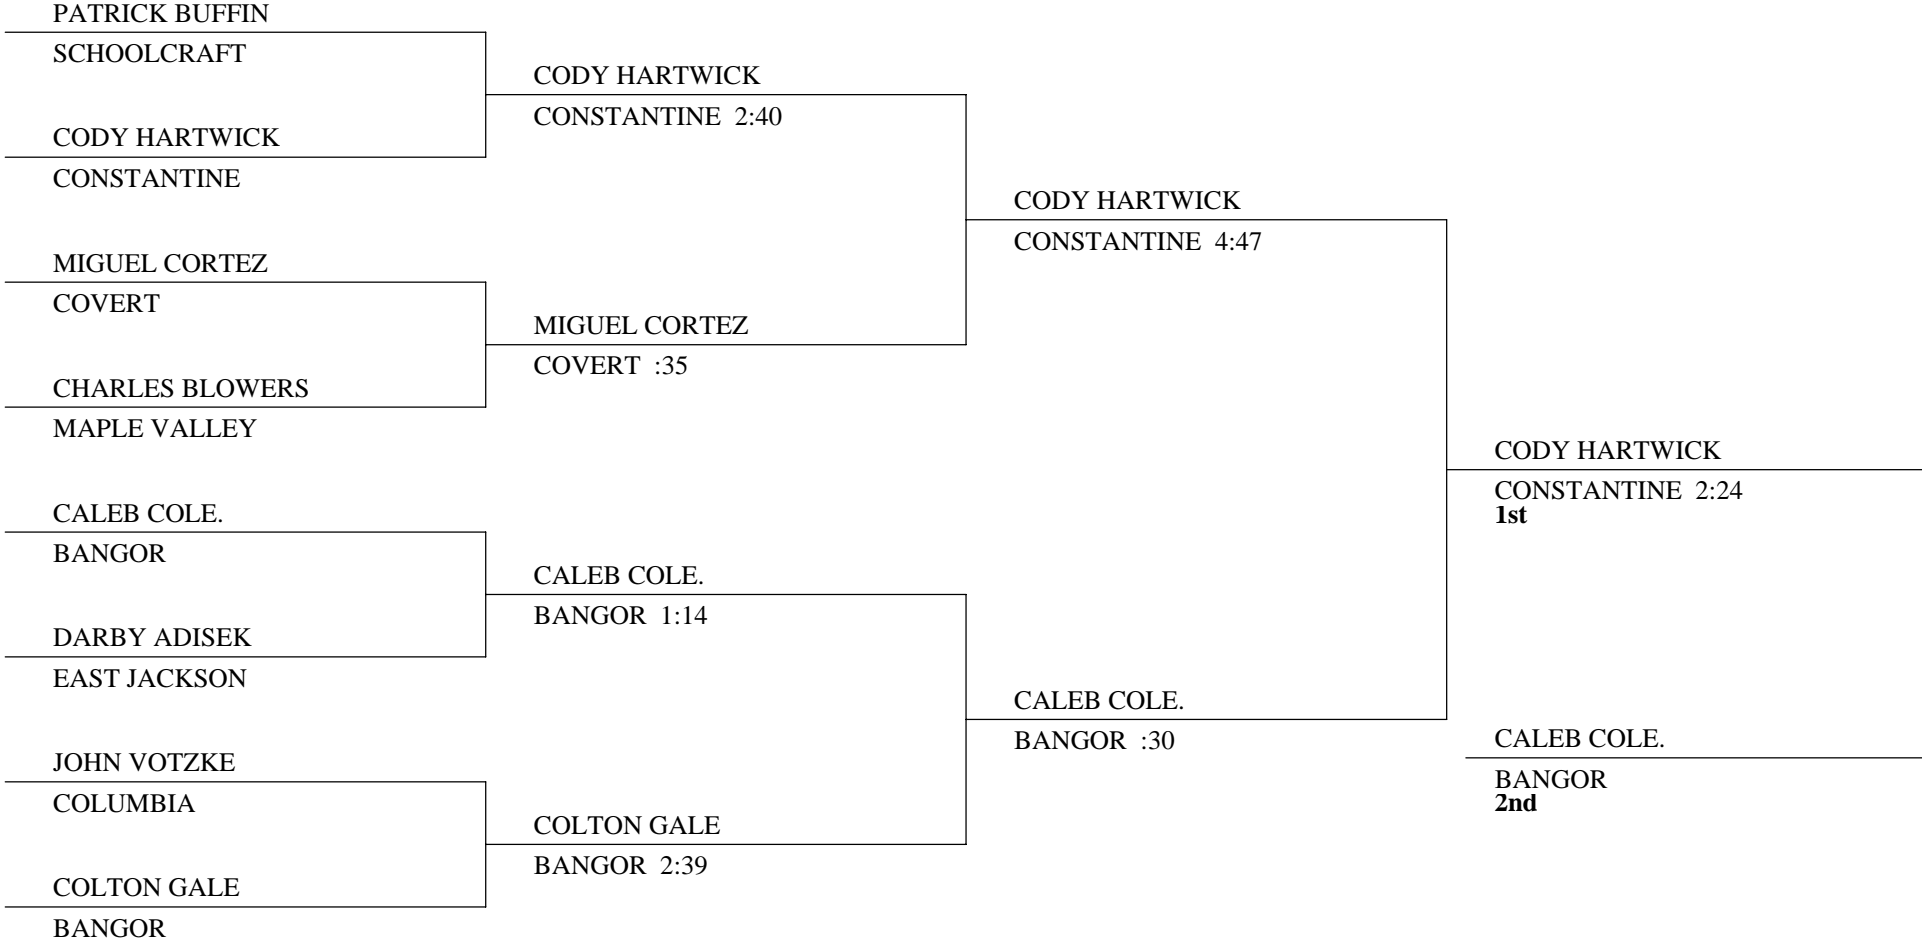 PATRICK BUFFIN
SCHOOLCRAFT
CODY HARTWICK
CONSTANTINE
MIGUEL CORTEZ
COVERT
CHARLES BLOWERS
MAPLE VALLEY
CALEB COLE.
BANGOR
DARBY ADISEK
EAST JACKSON
JOHN VOTZKE
COLUMBIA
COLTON GALE
BANGOR
CODY HARTWICK
CONSTANTINE 2:40
MIGUEL CORTEZ
COVERT :35
CALEB COLE.
BANGOR 1:14
COLTON GALE
BANGOR 2:39
CODY HARTWICK
CONSTANTINE 4:47
CALEB COLE.
BANGOR :30
CODY HARTWICK
CONSTANTINE 2:24
1st
CALEB COLE.
BANGOR
2nd